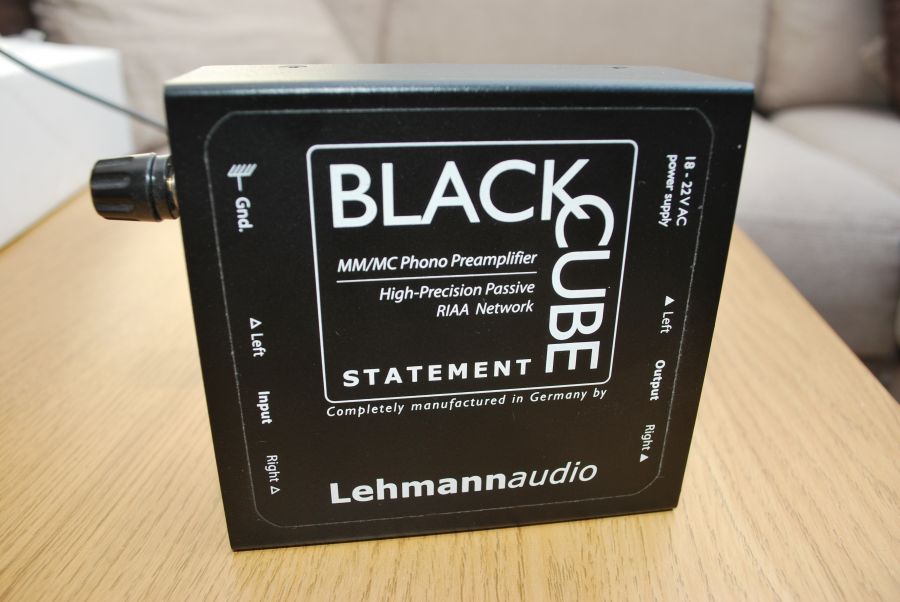 BLACK
CUBE
MM/MC Phono Preamplifier
High-Precision Passive
RIAA Network
STATEMENT
Completely manufactured in Germany by
Lehmannaudio
Gnd.
△ Left
Input
Right △
18 - 22V AC
power supply
▲ Left
Output
Right ▲